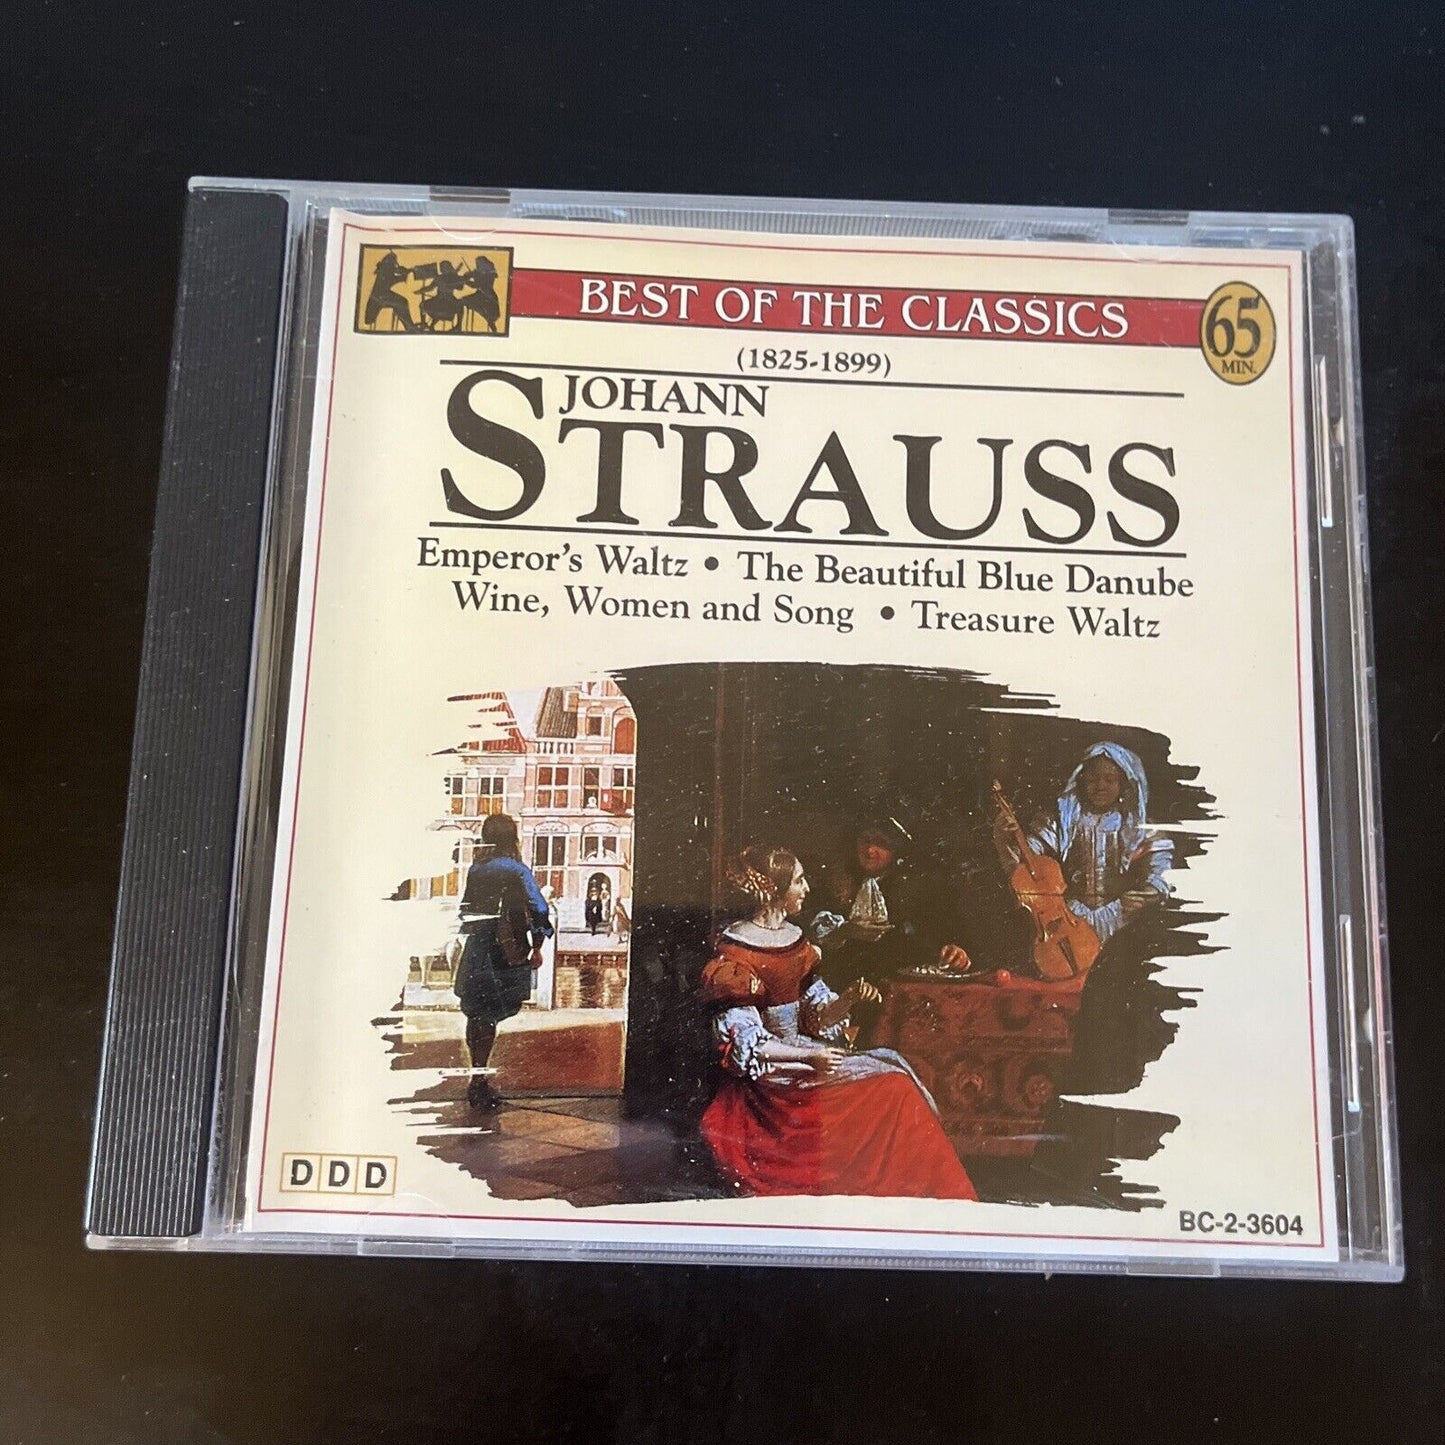 BEST OF THE CLASSICS
65
MIN.
(1825-1899)
JOHANN
STRAUSS
Emperor's Waltz • The Beautiful Blue Danube
Wine, Women and Song • Treasure Waltz
DDD
BC-2-3604